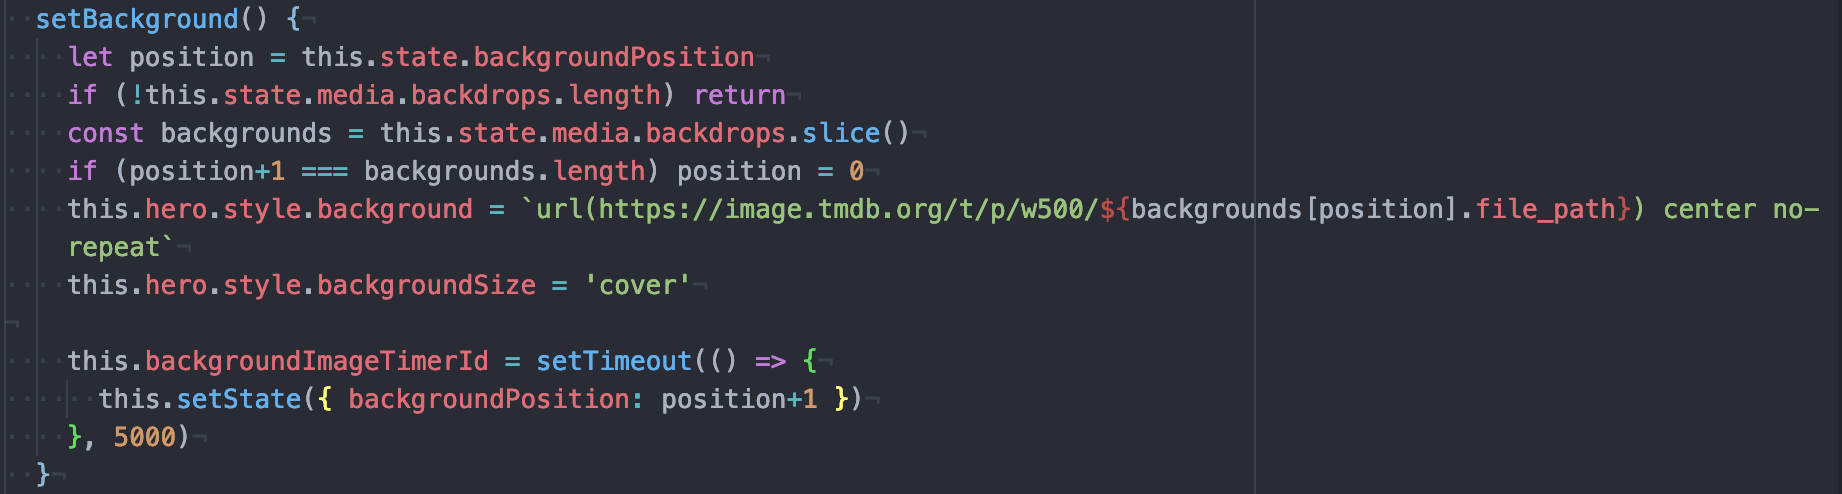 setBackground() {
let position = this.state.backgroundPosition
if (!this.state.media.backdrops.length) return
const backgrounds = this.state.media.backdrops.slice()
if (position+1 === backgrounds.length) position = 0
this.hero.style.background = `url(https://image.tmdb.org/t/p/w500/${backgrounds[position].file_path}) center no-
repeat`
this.hero.style.backgroundSize = 'cover'

this.backgroundImageTimerId = setTimeout(() => {
this.setState({ backgroundPosition: position+1 })
}, 5000)
}